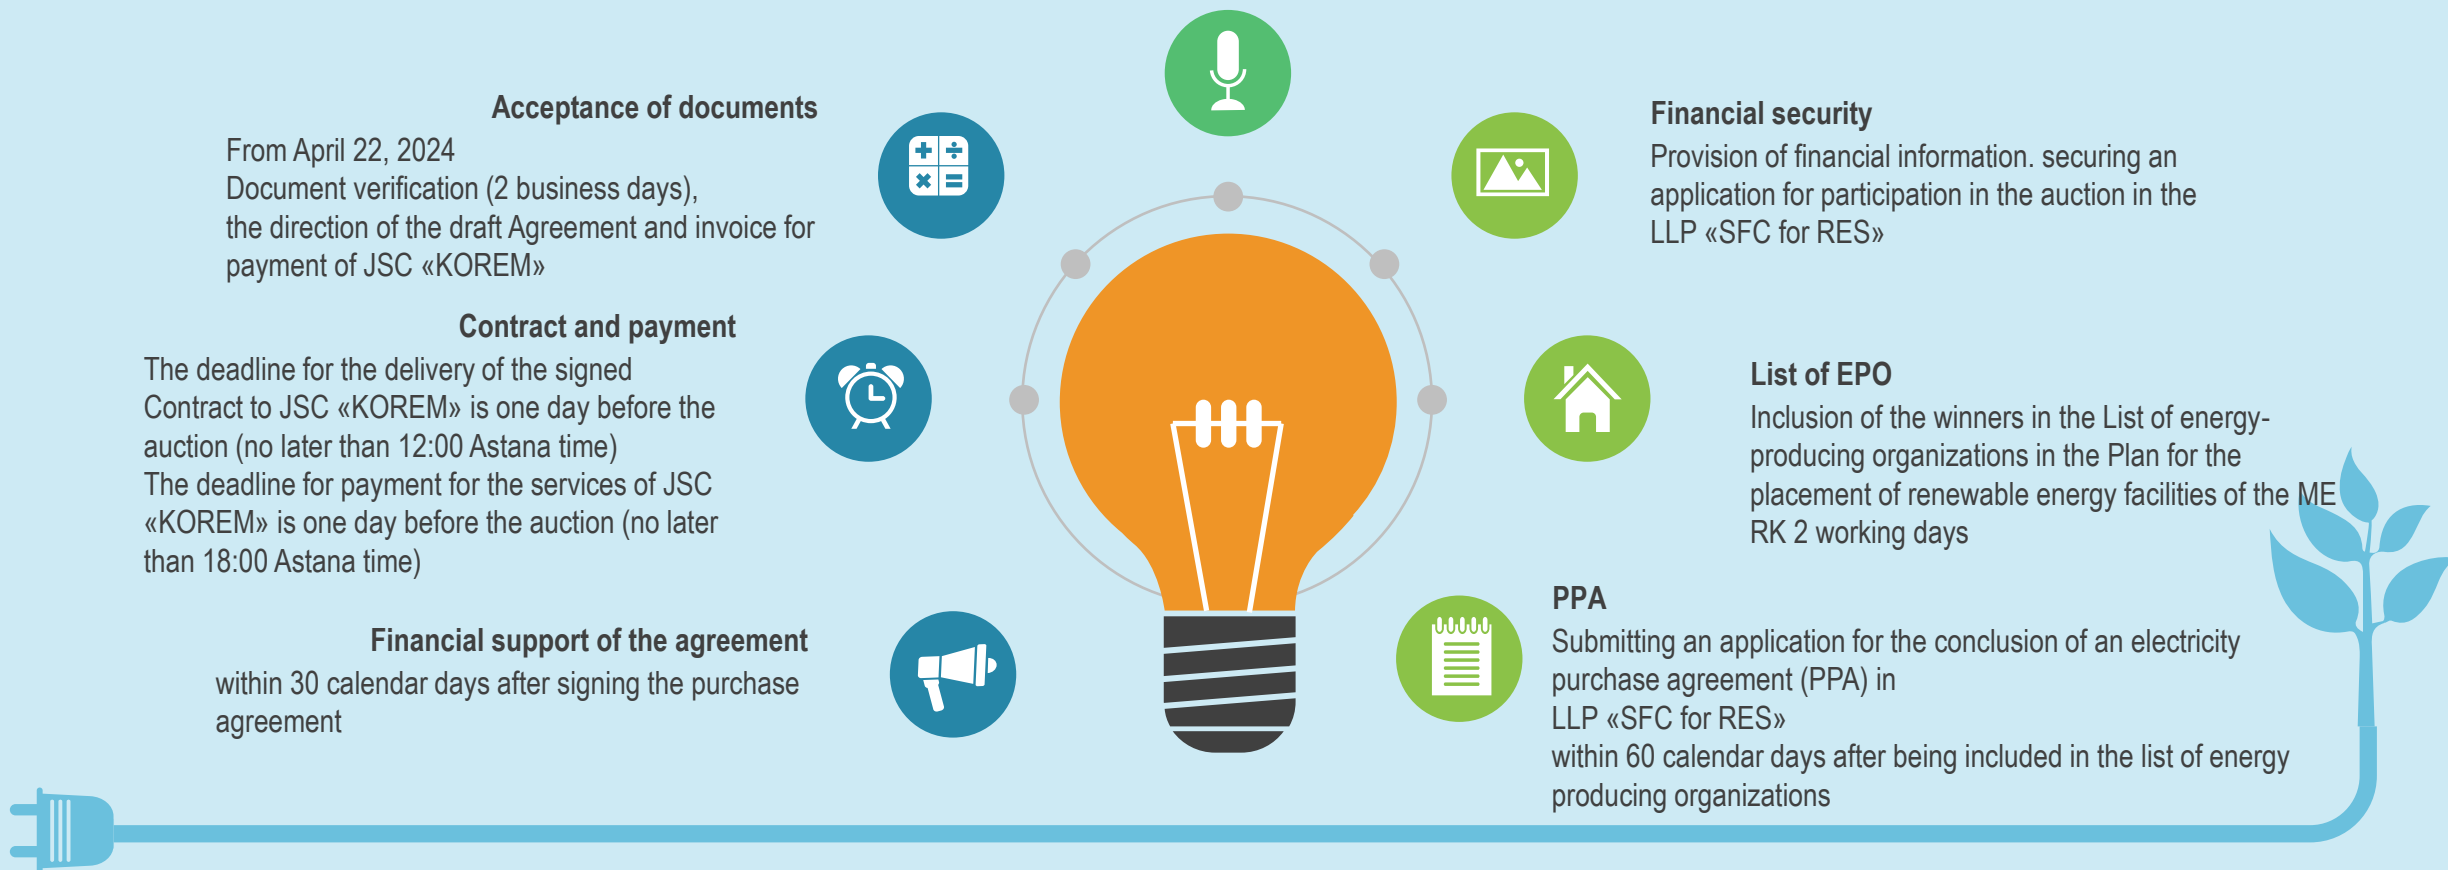 Acceptance of documents
From April 22, 2024
Document verification (2 business days),
the direction of the draft Agreement and invoice for
payment of JSC «KOREM»
Contract and payment
The deadline for the delivery of the signed
Contract to JSC «KOREM» is one day before the
auction (no later than 12:00 Astana time)
The deadline for payment for the services of JSC
«KOREM» is one day before the auction (no later
than 18:00 Astana time)
Financial support of the agreement
within 30 calendar days after signing the purchase
agreement
Financial security
Provision of financial information. securing an
application for participation in the auction in the
LLP «SFC for RES»
List of EPO
Inclusion of the winners in the List of energy-
producing organizations in the Plan for the
placement of renewable energy facilities of the ME
RK 2 working days
PPA
Submitting an application for the conclusion of an electricity
purchase agreement (PPA) in
LLP «SFC for RES»
within 60 calendar days after being included in the list of energy
producing organizations